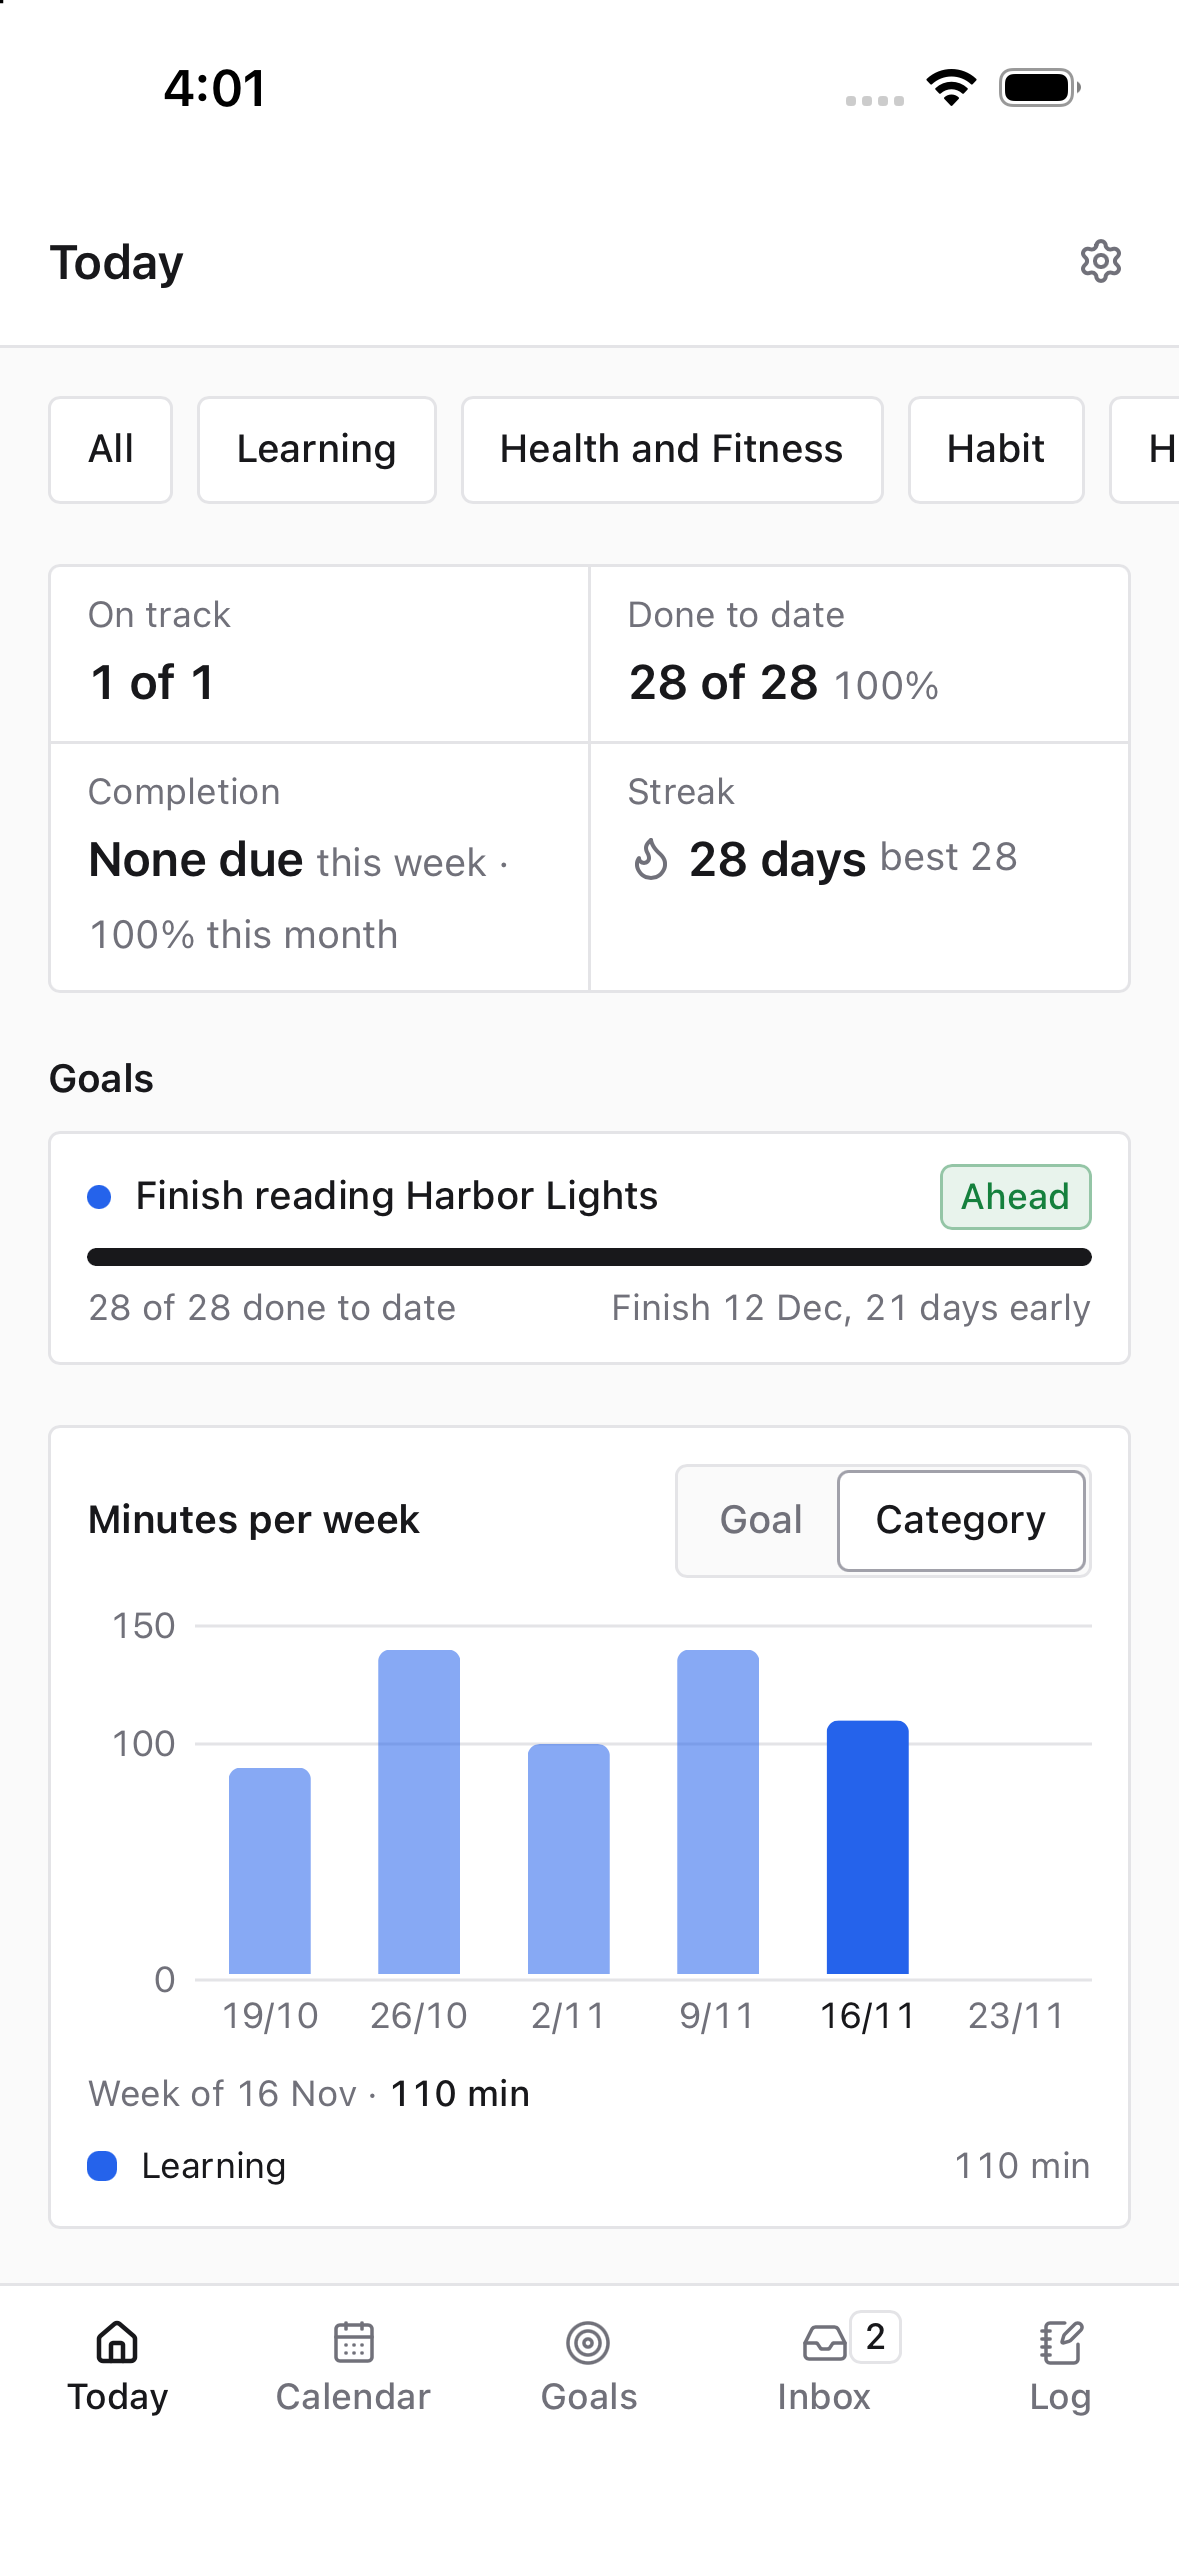 4:01
Today
All
Learning
Health and Fitness
Habit
H
On track
1 of 1
Done to date
28 of 28 100%
Completion
None due this week ·
100% this month
Streak
28 days best 28
Goals
Finish reading Harbor Lights
Ahead
28 of 28 done to date
Finish 12 Dec, 21 days early
Minutes per week
Goal
Category
150
100
0
19/10
26/10
2/11
9/11
16/11
23/11
Week of 16 Nov · 110 min
Learning
110 min
Today
Calendar
Goals
2
Inbox
Log